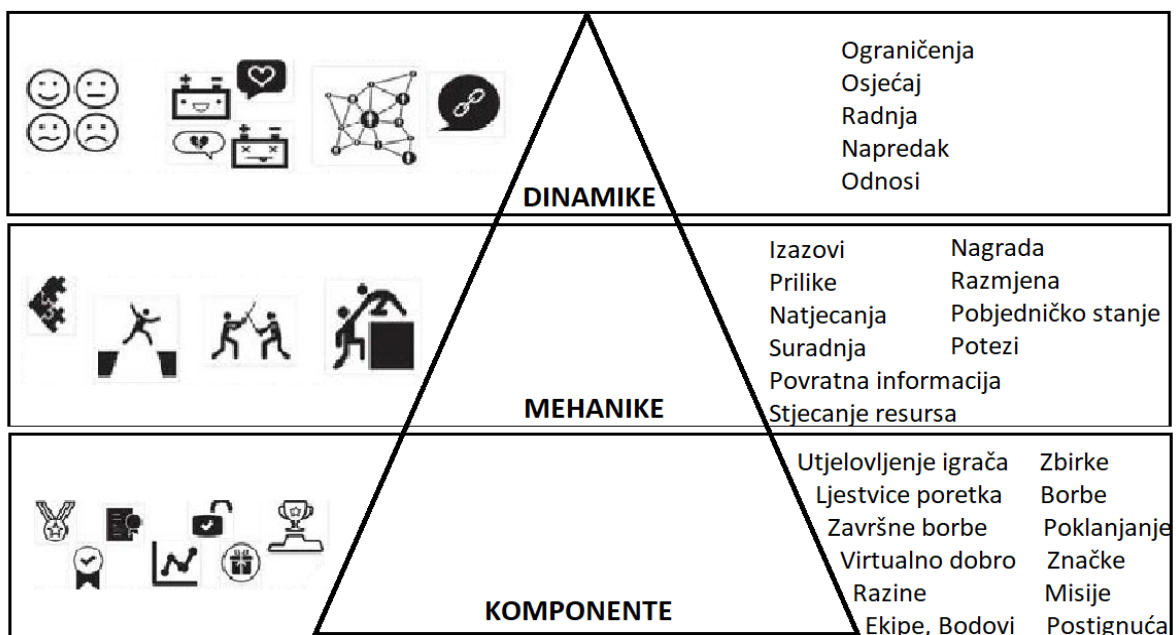 Ograničenja
Osjećaj
Radnja
Napredak
Odnosi
DINAMIKE
Izazovi Nagrada
Prilike Razmjena
Natjecanja Pobjedničko stanje
Suradnja Potezi
Povratna informacija
Stjecanje resursa
MEHANIKE
Utjelovljenje igrača Zbirke
Ljestvice poretka Borbe
Završne borbe Poklanjanje
Virtualno dobro Značke
Razine Misije
Ekipe, Bodovi Postignuća
KOMPONENTE